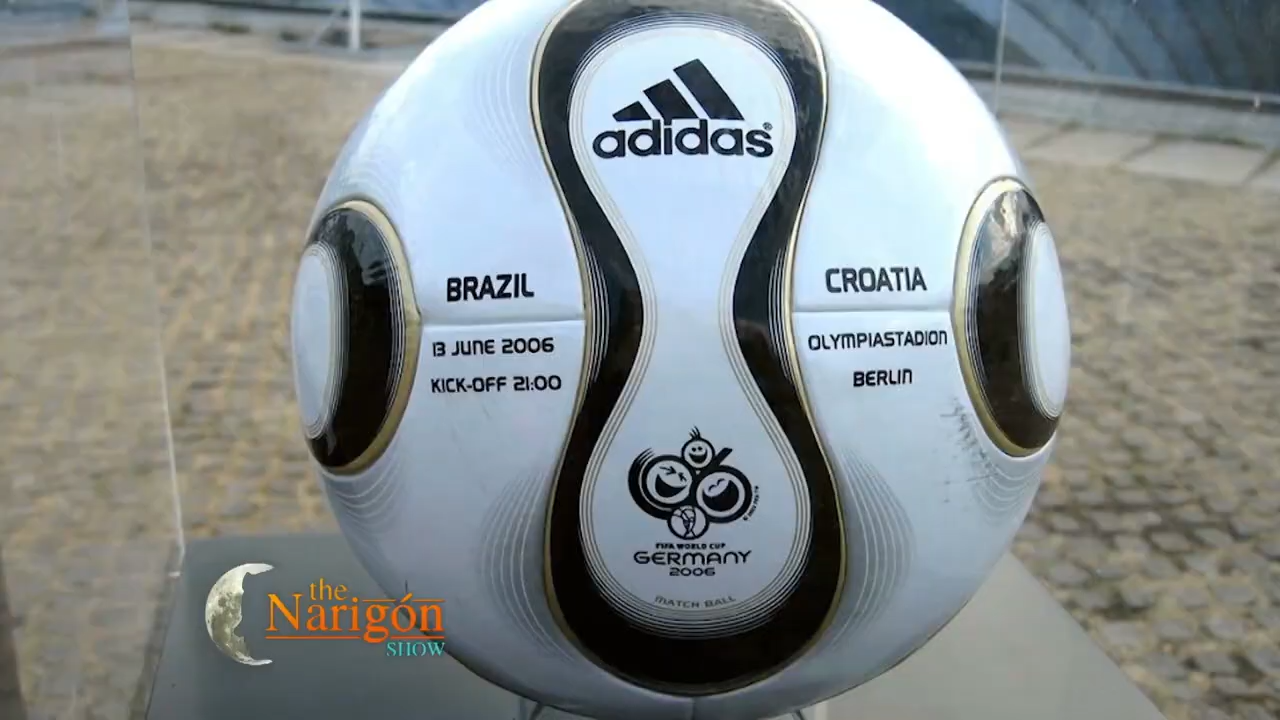 adidas®
BRAZIL
13 JUNE 2006
KICK-OFF 21:00
CROATIA
OLYMPIASTADION
BERLIN
FIFA WORLD CUP
GERMANY
2006
MATCH BALL
the
Narigón
SHOW